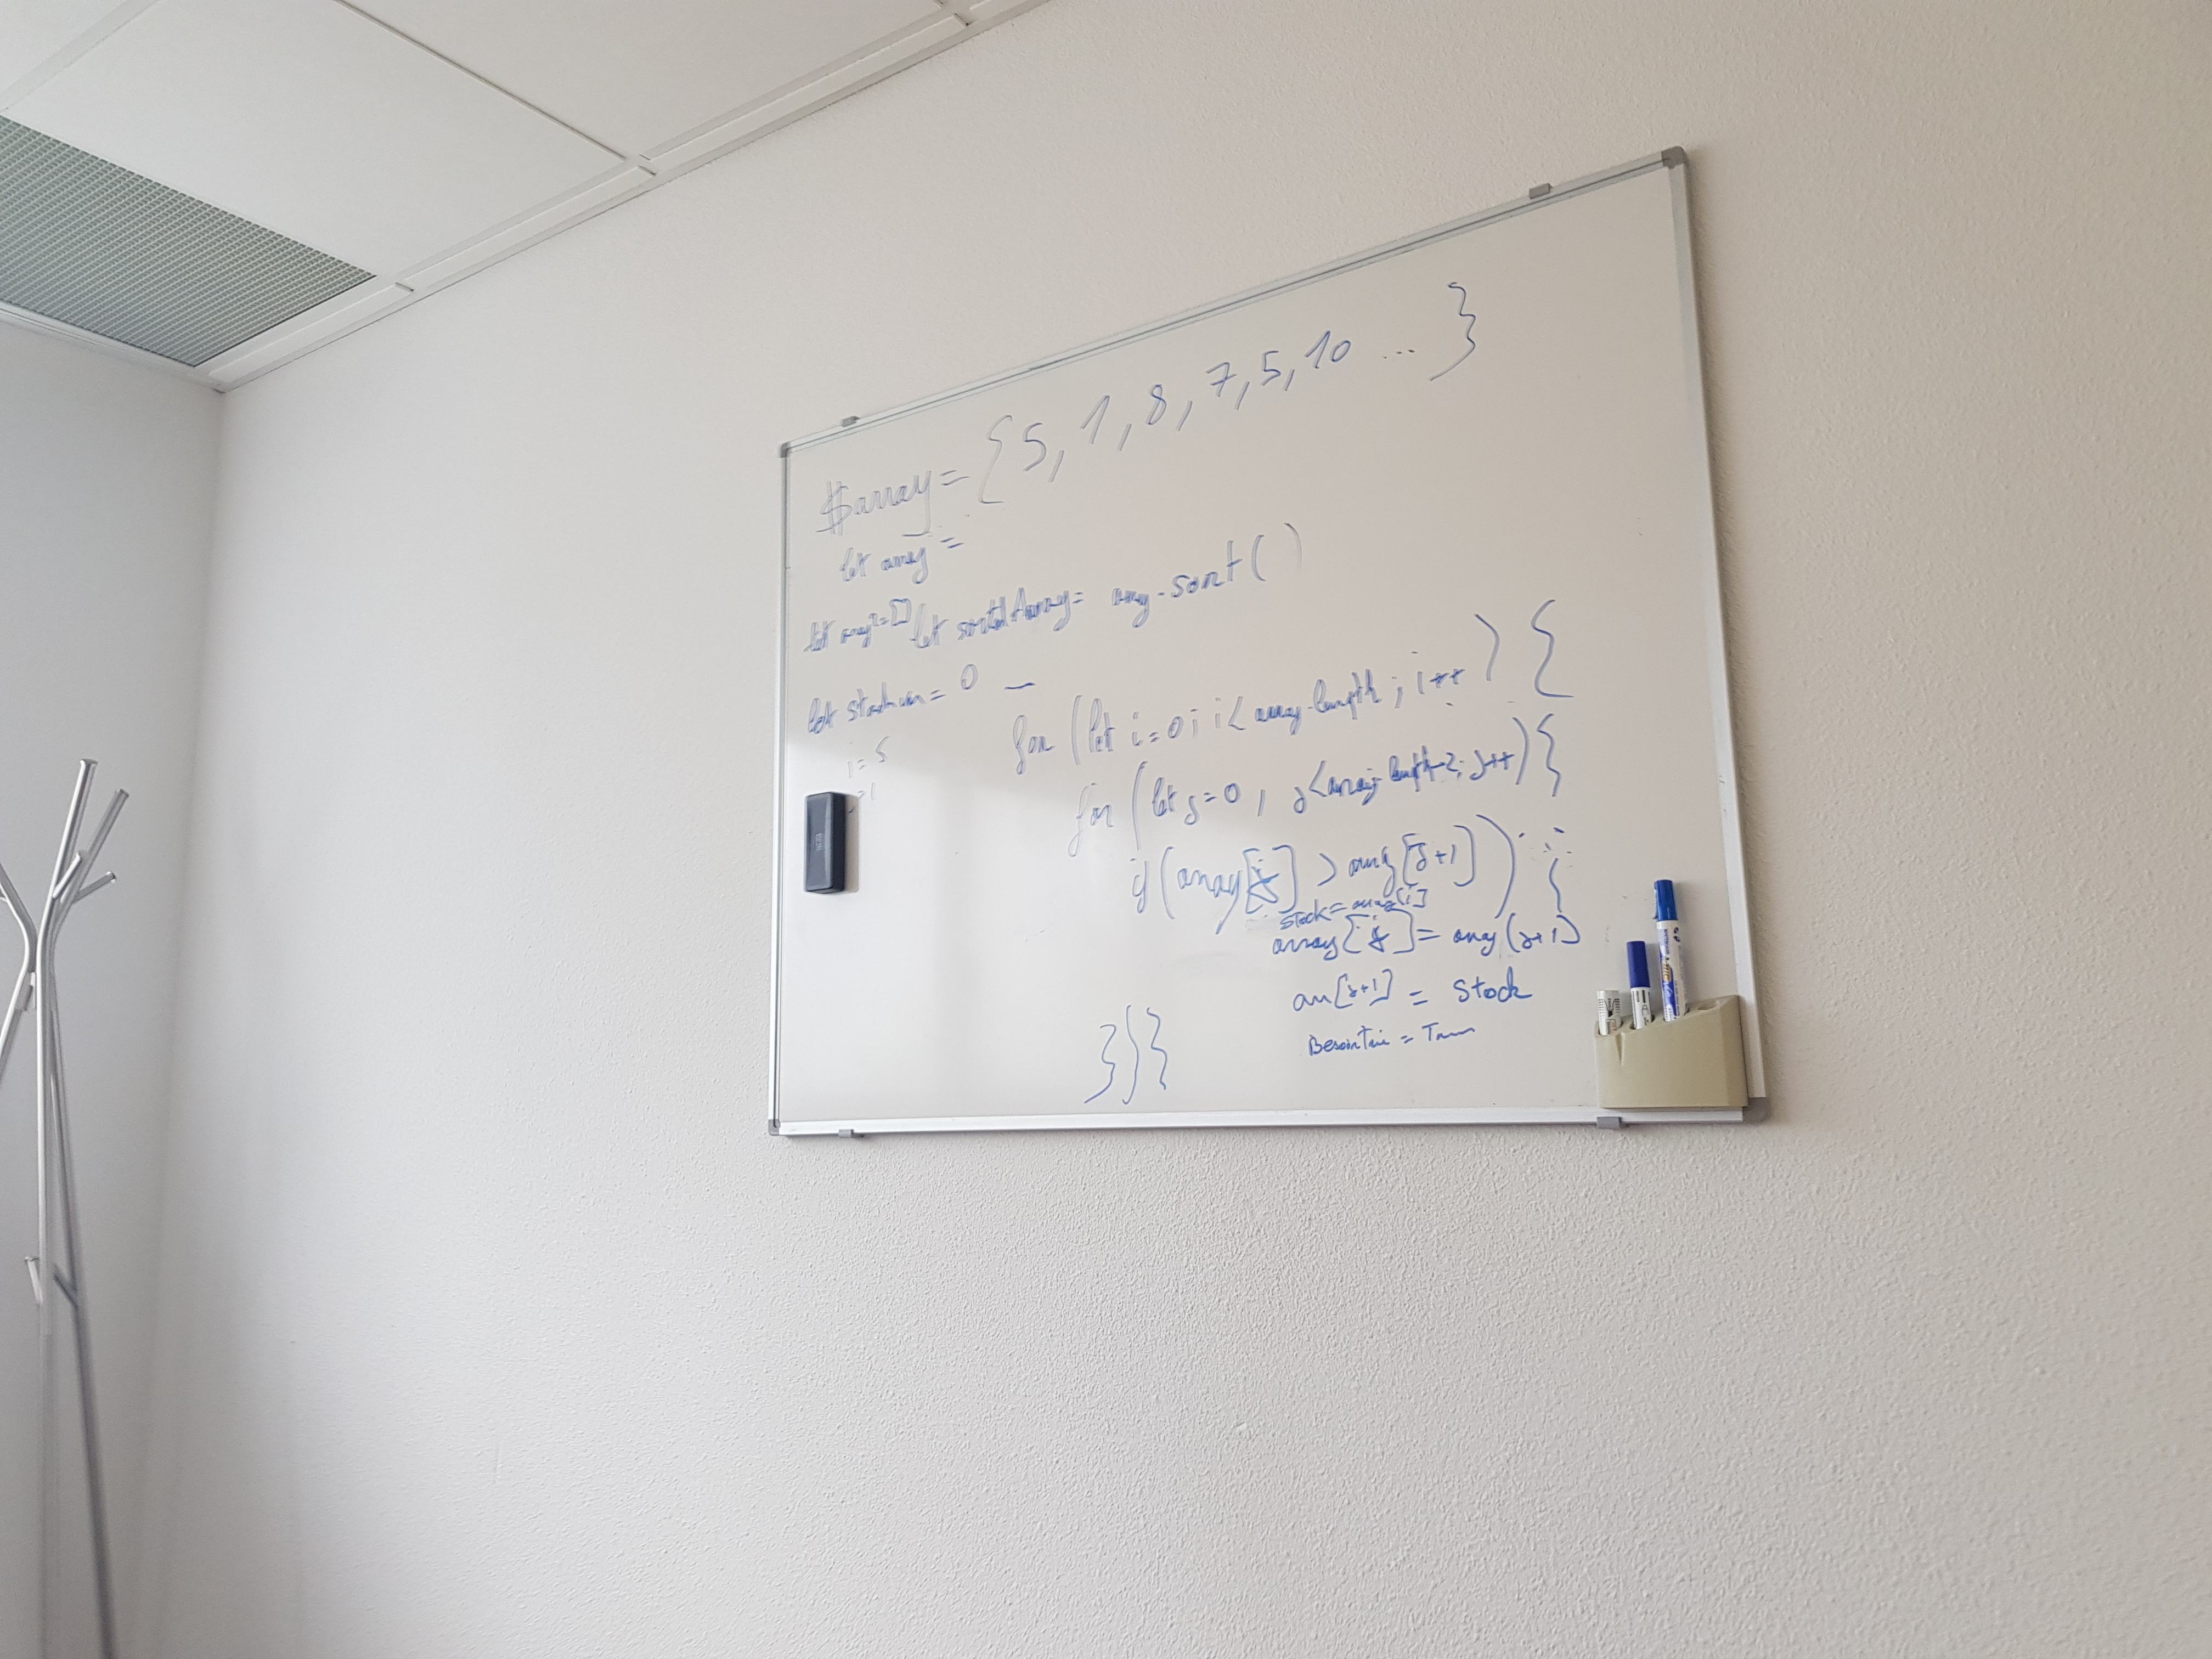 $array = { 5, 1, 8, 7, 5, 10 ... }
let array =
let array2 = [] let sortedArray = array.sort()
let = 0
for (let i=0; i < array.length; i++) {
for (let j=0, j < array.length-2; j++) {
if (array[j] > array[j+1]) {
stock = array[i]
array[j] = array(j+1)
arr[j+1] = stock
BesoinTri = True
}}}
i = 5
= 1